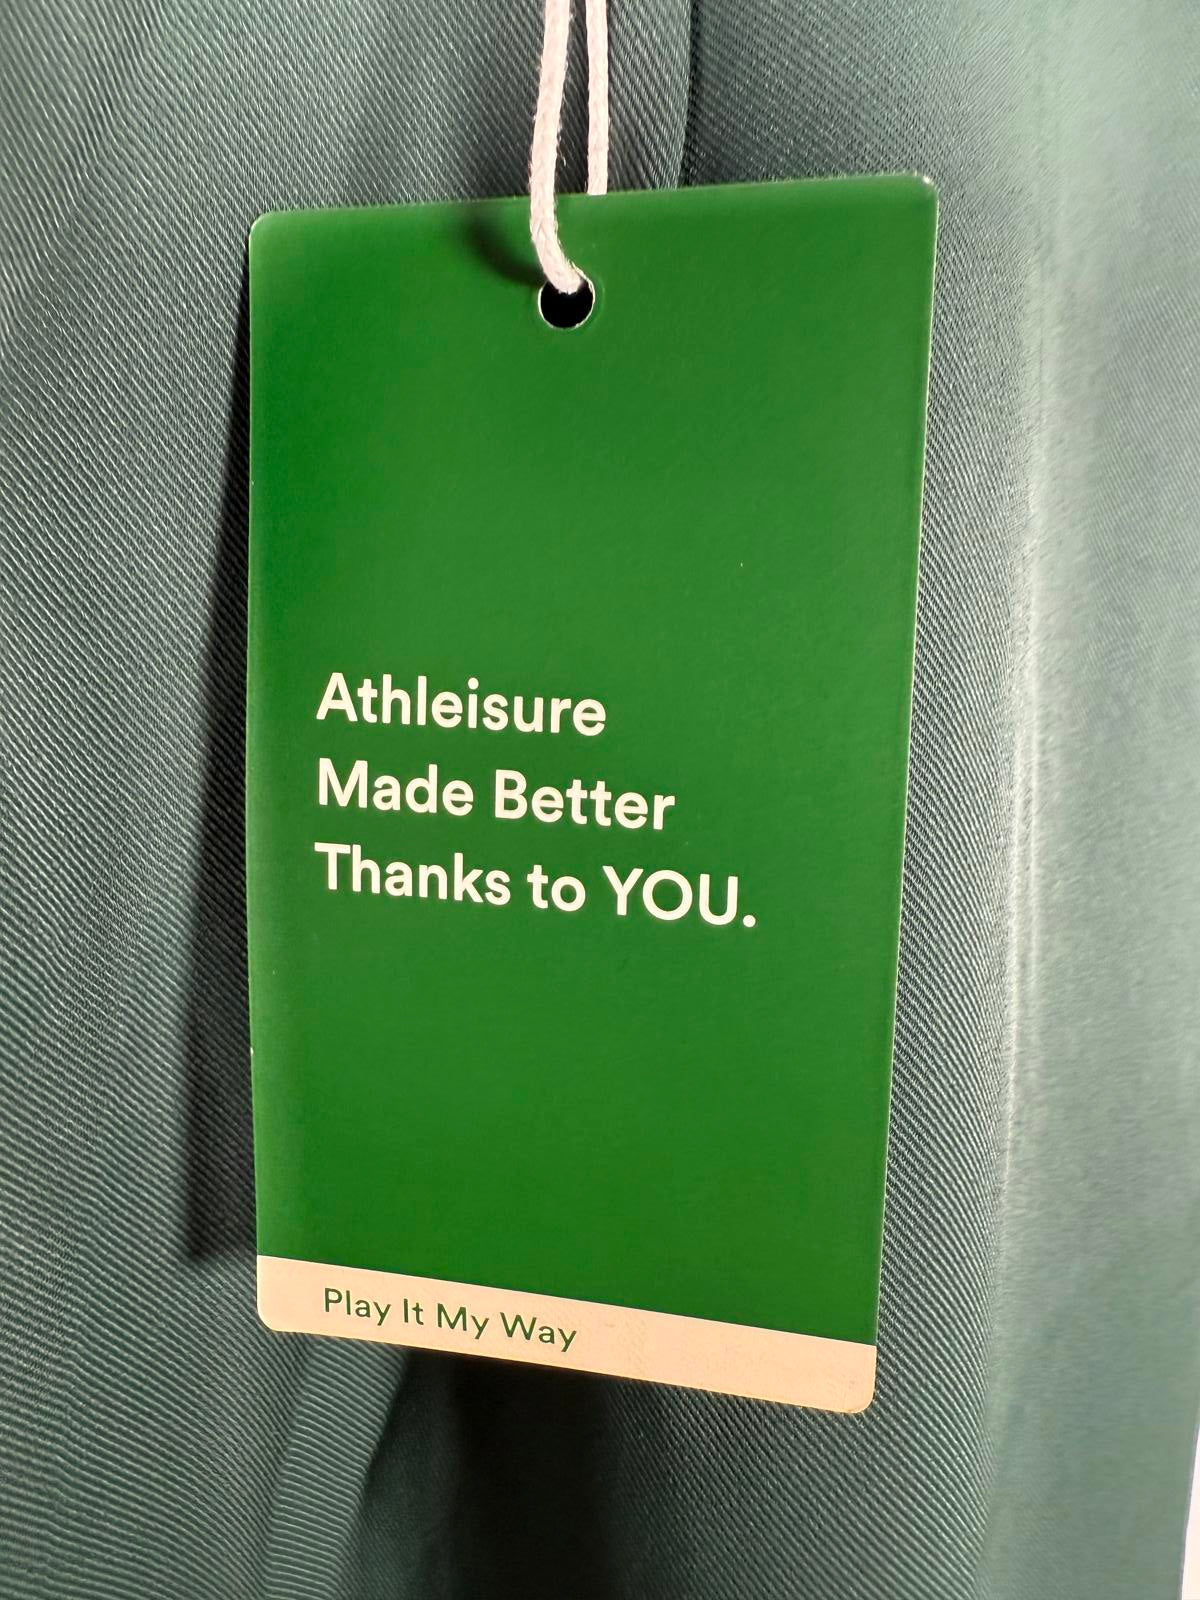 Athleisure
Made Better
Thanks to YOU.
Play It My Way